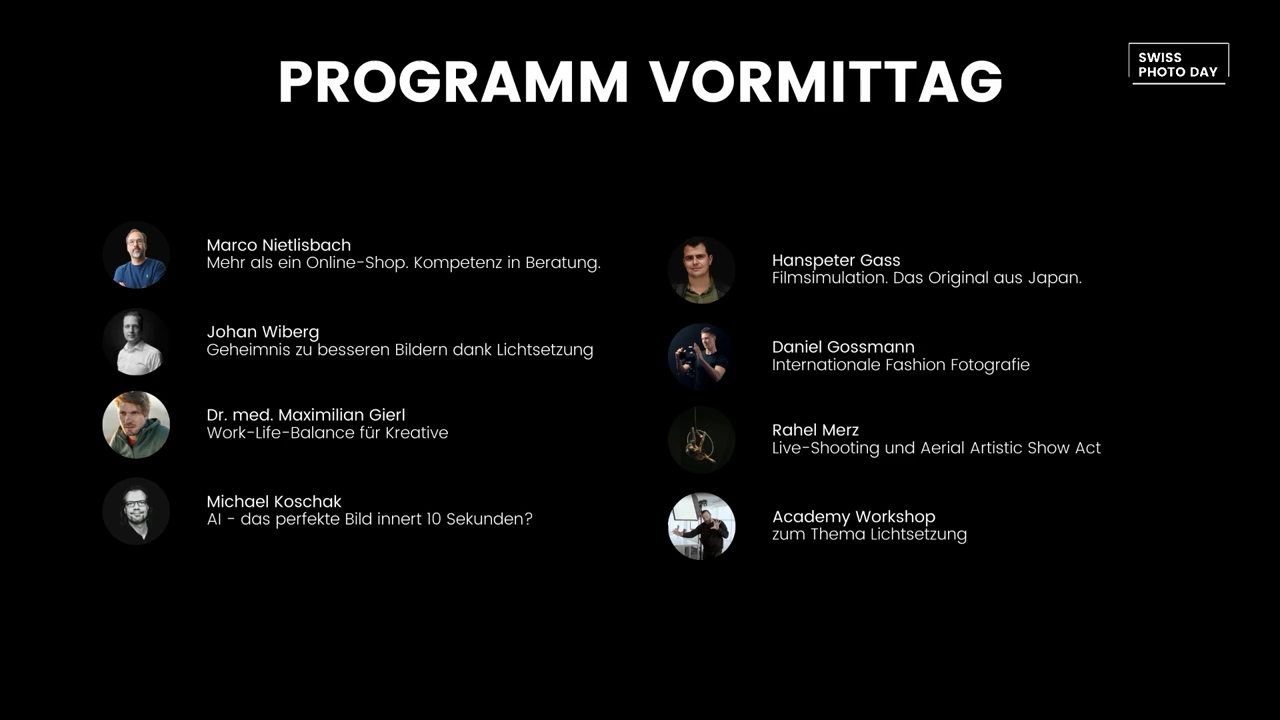 PROGRAMM VORMITTAG
SWISS
PHOTO DAY
Marco Nietlisbach
Mehr als ein Online-Shop. Kompetenz in Beratung.
Johan Wiberg
Geheimnis zu besseren Bildern dank Lichtsetzung
Dr. med. Maximilian Gierl
Work-Life-Balance für Kreative
Michael Koschak
AI - das perfekte Bild innert 10 Sekunden?
Hanspeter Gass
Filmsimulation. Das Original aus Japan.
Daniel Gossmann
Internationale Fashion Fotografie
Rahel Merz
Live-Shooting und Aerial Artistic Show Act
Academy Workshop
zum Thema Lichtsetzung